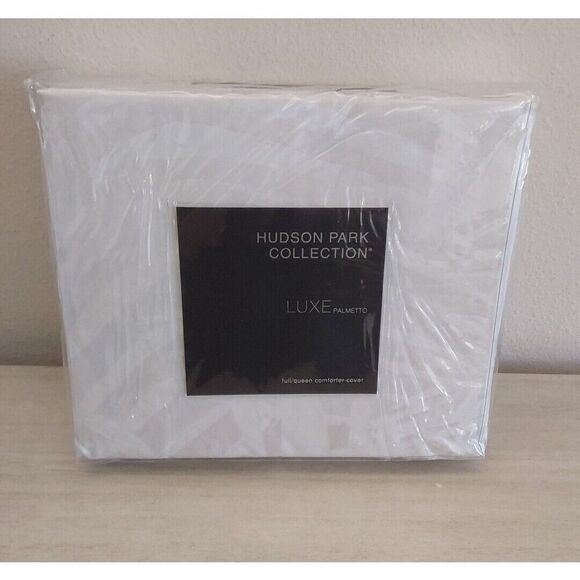 HUDSON PARK
COLLECTION®
LUXE PALMETTO
full/queen comforter cover